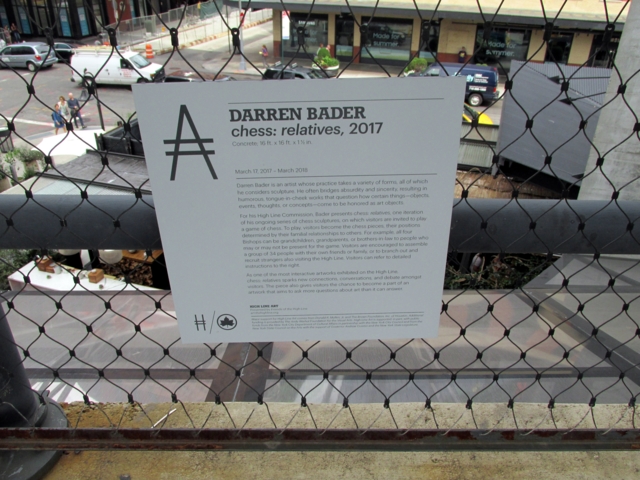 DARREN BADER
chess: relatives, 2017
Concrete. 16 ft. x 16 ft. x 1 ½ in.
March 17, 2017 – March 2018
Darren Bader is an artist whose practice takes a variety of forms, all of which
he considers sculpture. He often bridges absurdity and sincerity, resulting in
humorous, tongue-in-cheek works that question how certain things—objects,
events, thoughts, or concepts—come to be honored as art objects.
For his High Line Commission, Bader presents chess: relatives, one iteration
of his ongoing series of chess sculptures, on which visitors are invited to play
a game of chess. To play, visitors become the chess pieces, their positions
determined by their familial relationships to others. For example, all four
Bishops can be grandchildren, grandparents, or brothers in law to people who
may or may not be present for the game. Visitors are encouraged to assemble
a group of 34 people with their own friends or family, or to branch out and
recruit strangers also visiting the High Line. Visitors can refer to detailed
instructions to the right.
As one of the most interactive artworks exhibited on the High Line,
chess: relatives sparks new connections, conversations, and debates amongst
visitors. The piece also gives visitors the chance to become a part of an
artwork that aims to ask more questions about art than it can answer.
HIGH LINE ART
Made for
summer